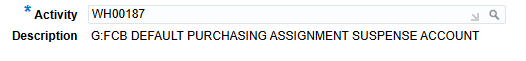 * Activity WH00187
Description G:FCB DEFAULT PURCHASING ASSIGNMENT SUSPENSE ACCOUNT